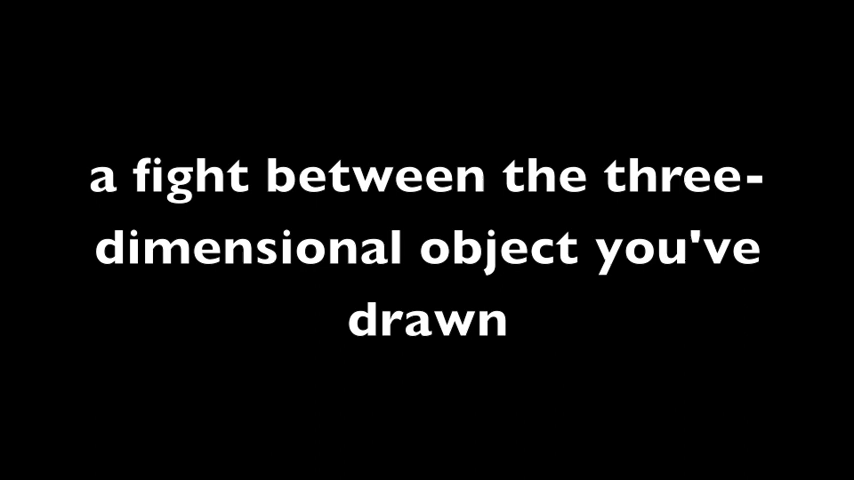 a fight between the three-
dimensional object you've
drawn